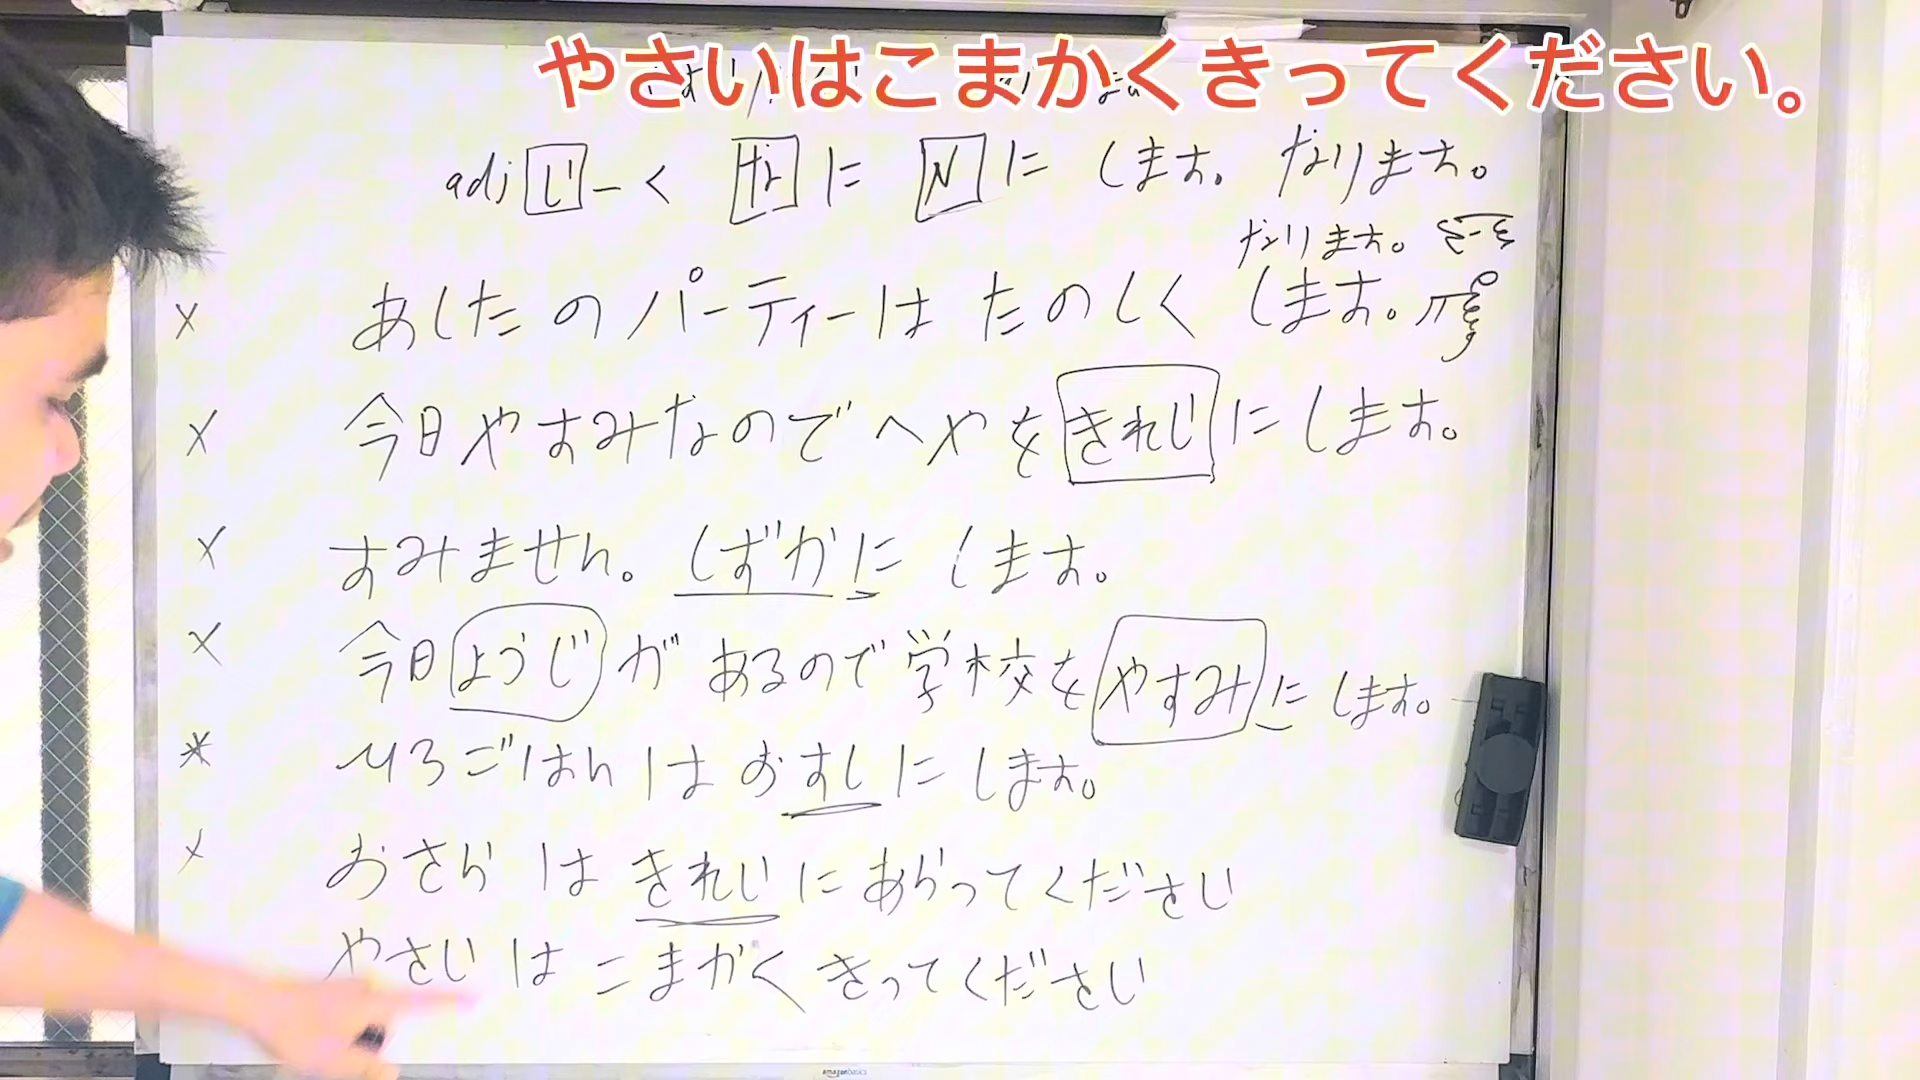 やさいはこまかくきってください。
adj い ーく な に N に します。 なります。
なります。
あしたのパーティーは たのしく します。
今日やすみなのでへやをきれいにします。
すみません。しずかに します。
今日ようじがあるので学校をやすみにします。
ひるごはんはおすしにします。
おさらはきれいにあらってください
やさいはこまかくきってください
amazonbasics